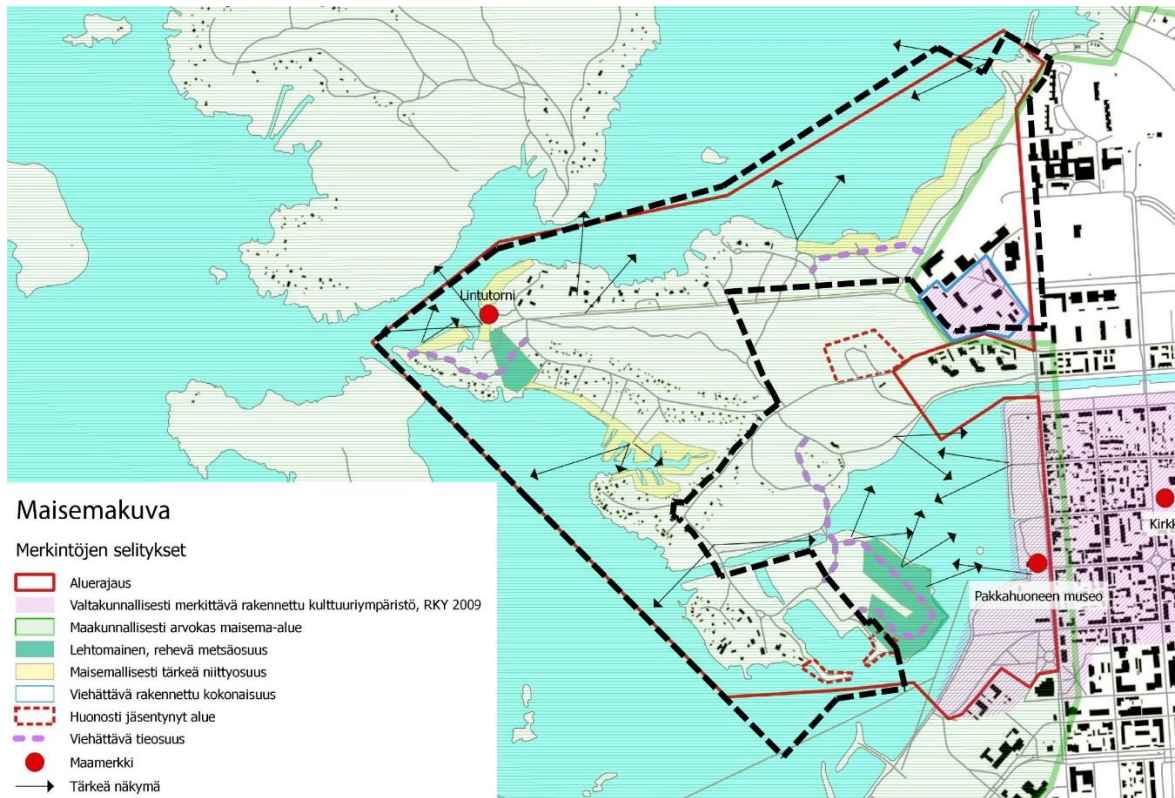 Lintutorni
Kirkk
Pakkahuoneen museo
Maisemakuva
Merkintöjen selitykset
Aluerajaus
Valtakunnallisesti merkittävä rakennettu kulttuuriympäristö, RKY 2009
Maakunnallisesti arvokas maisema-alue
Lehtomainen, rehevä metsäosuus
Maisemallisesti tärkeä niittyosuus
Viehättävä rakennettu kokonaisuus
Huonosti jäsentynyt alue
Viehättävä tieosuus
Maamerkki
Tärkeä näkymä